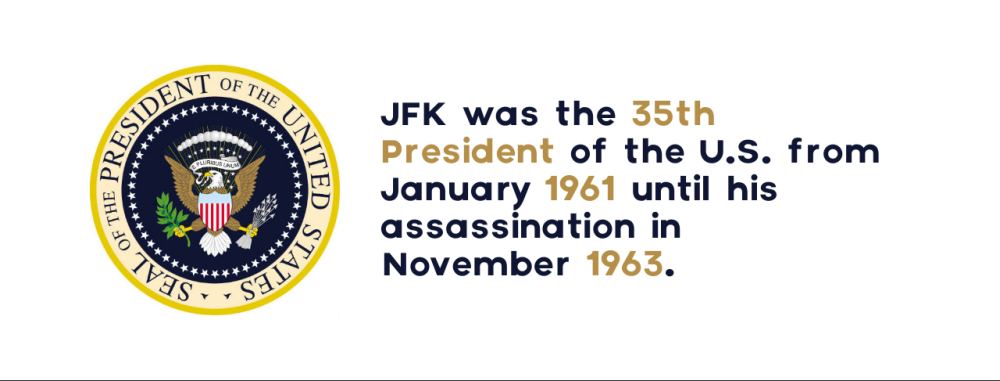 SEAL OF THE PRESIDENT OF THE UNITED STATES
E PLURIBUS UNUM
JFK was the 35th
President of the U.S. from
January 1961 until his
assassination in
November 1963.